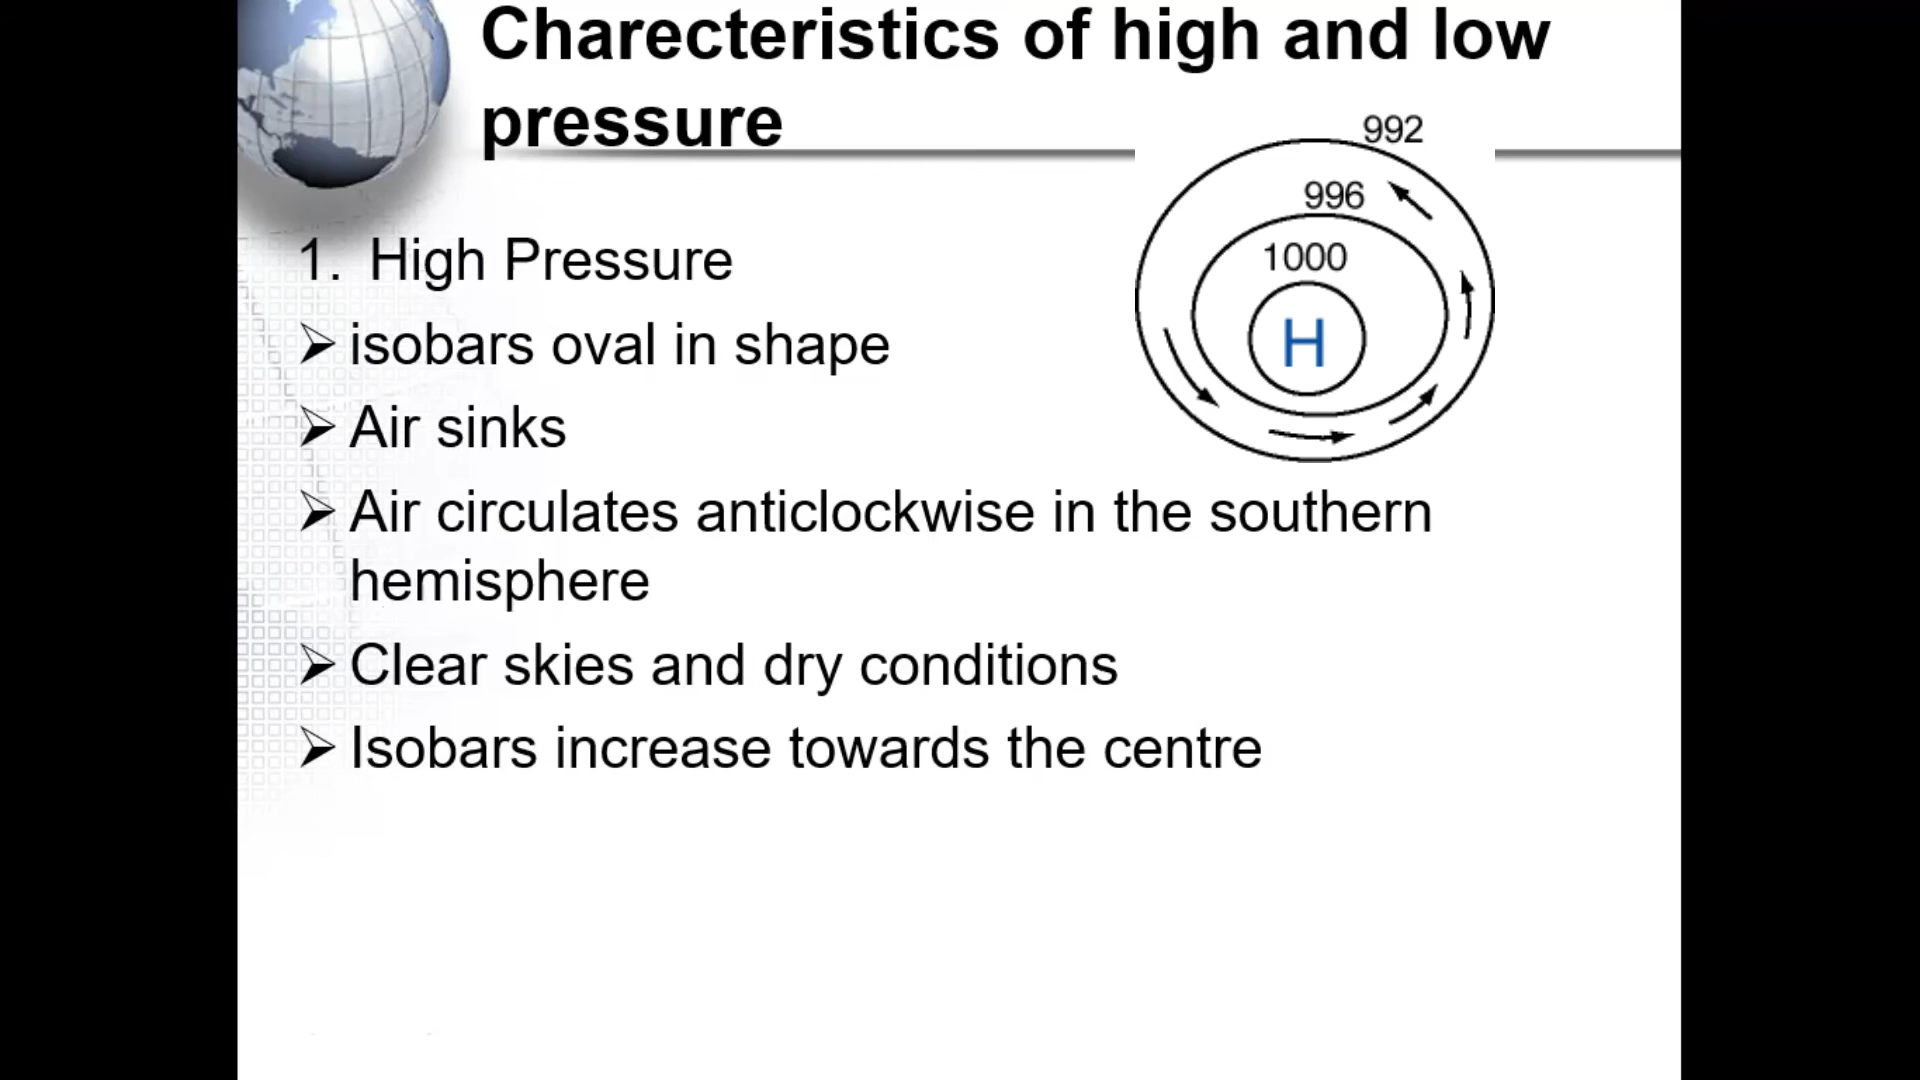 Charecteristics of high and low
pressure
992
996
1000
H
1. High Pressure
➢ isobars oval in shape
➢ Air sinks
➢ Air circulates anticlockwise in the southern
hemisphere
➢ Clear skies and dry conditions
➢ Isobars increase towards the centre